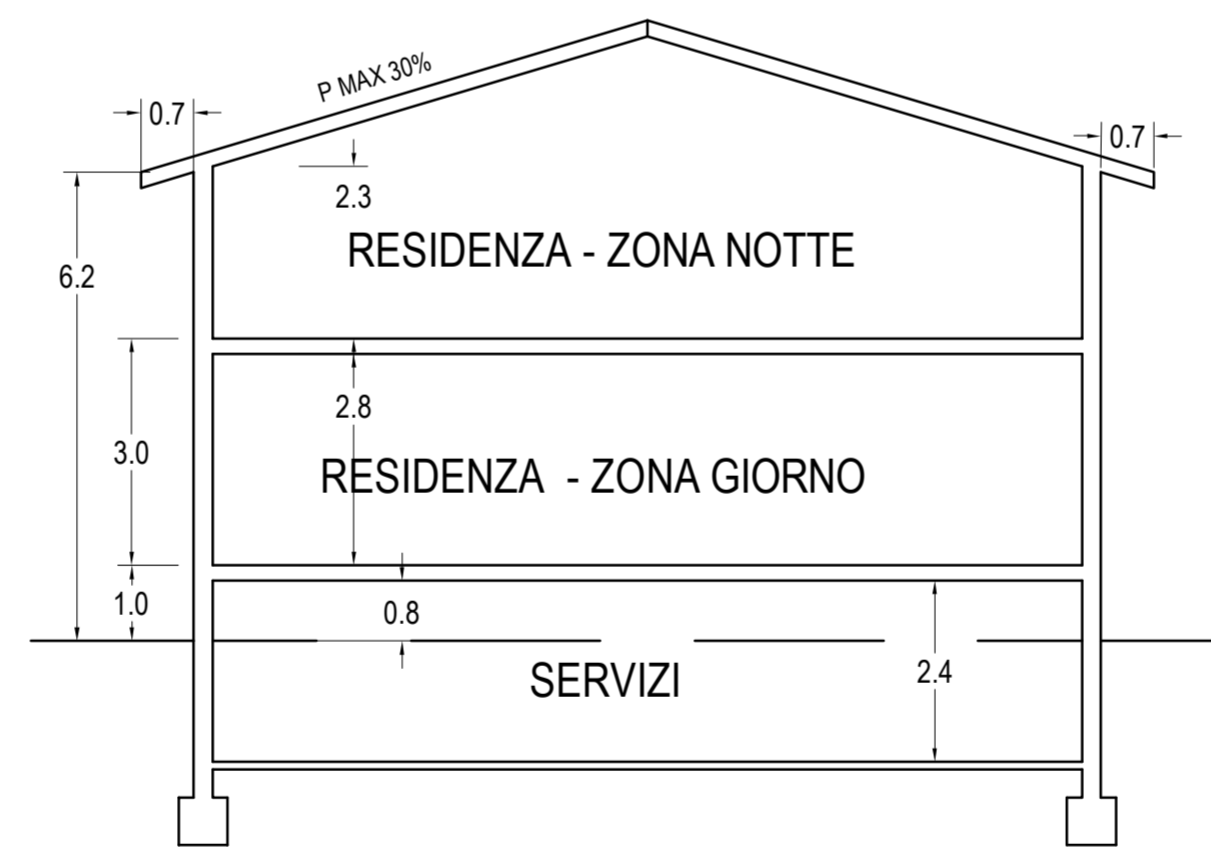 P MAX 30%
0.7
0.7
2.3
RESIDENZA - ZONA NOTTE
6.2
2.8
3.0
RESIDENZA - ZONA GIORNO
1.0
0.8
2.4
SERVIZI